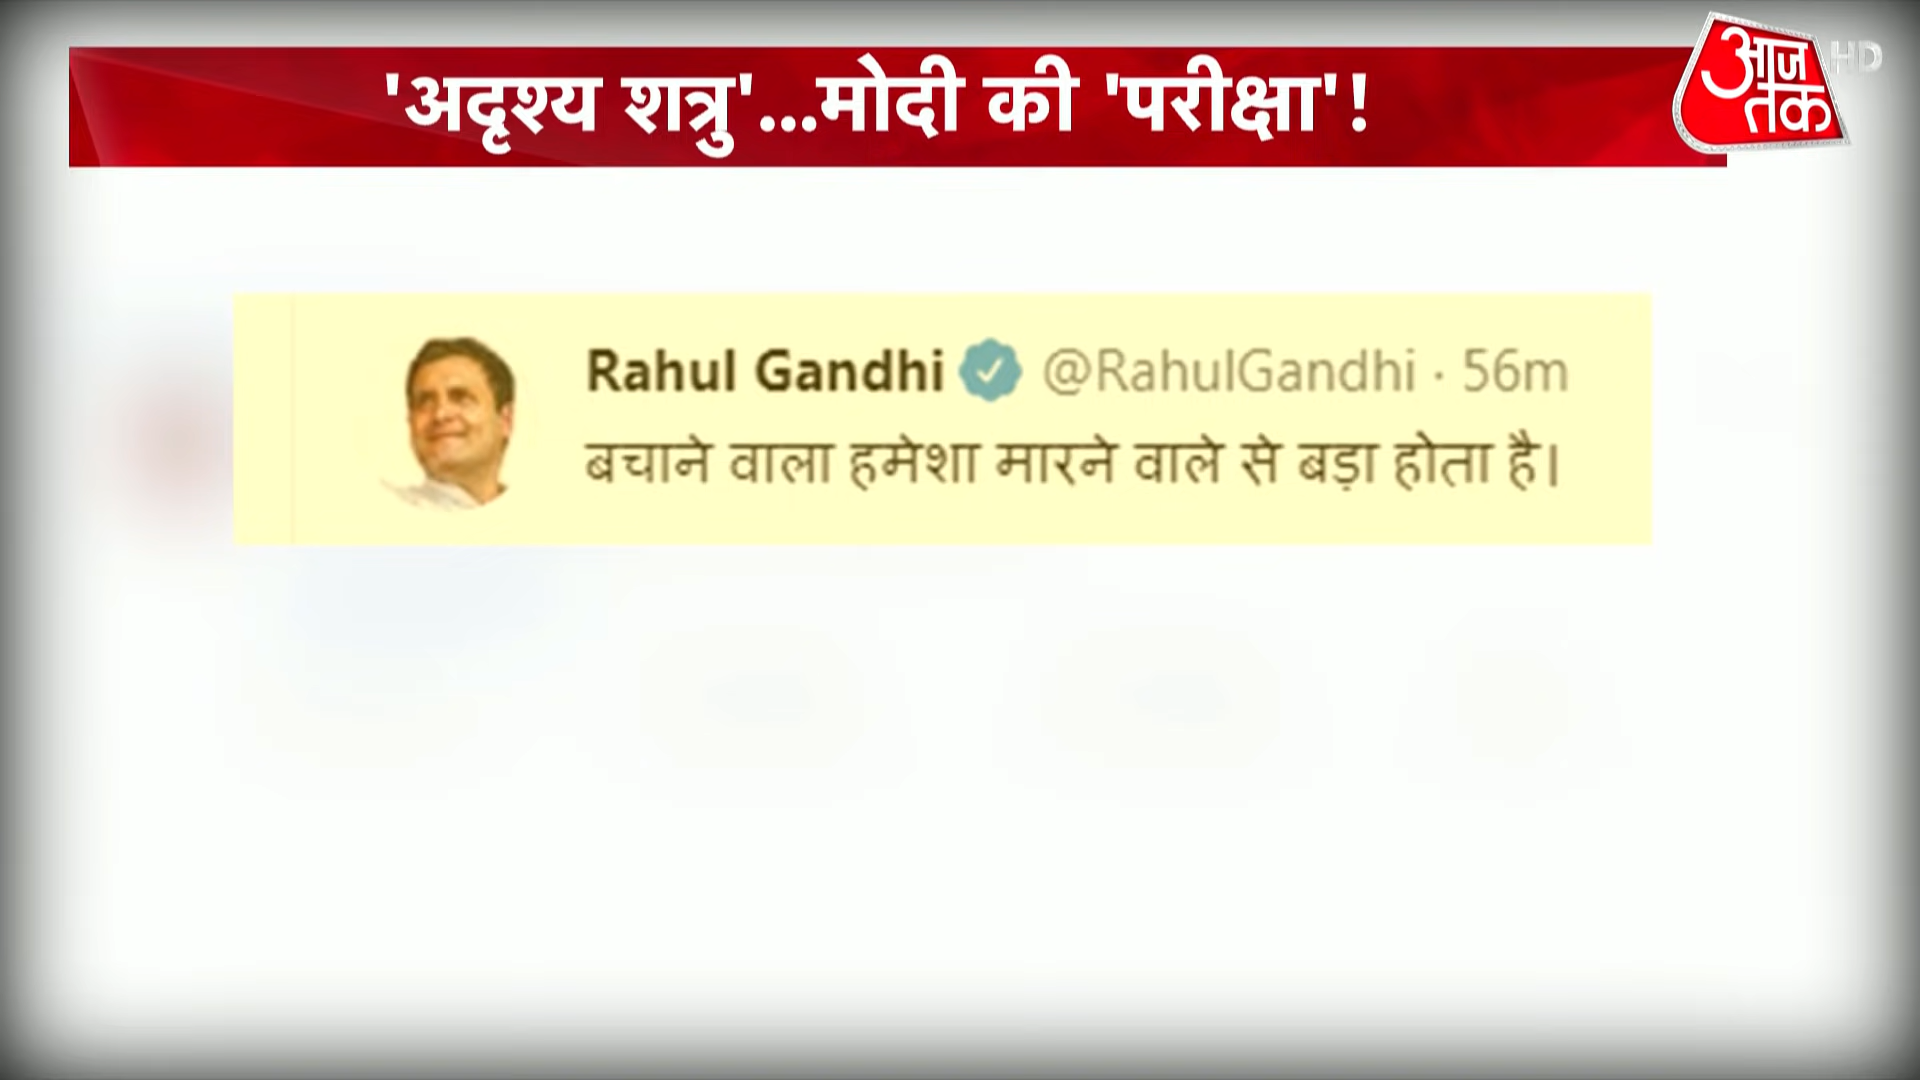 'अदृश्य शत्रु'...मोदी की 'परीक्षा'!
आज
तक
HD
Rahul Gandhi @RahulGandhi · 56m
बचाने वाला हमेशा मारने वाले से बड़ा होता है।